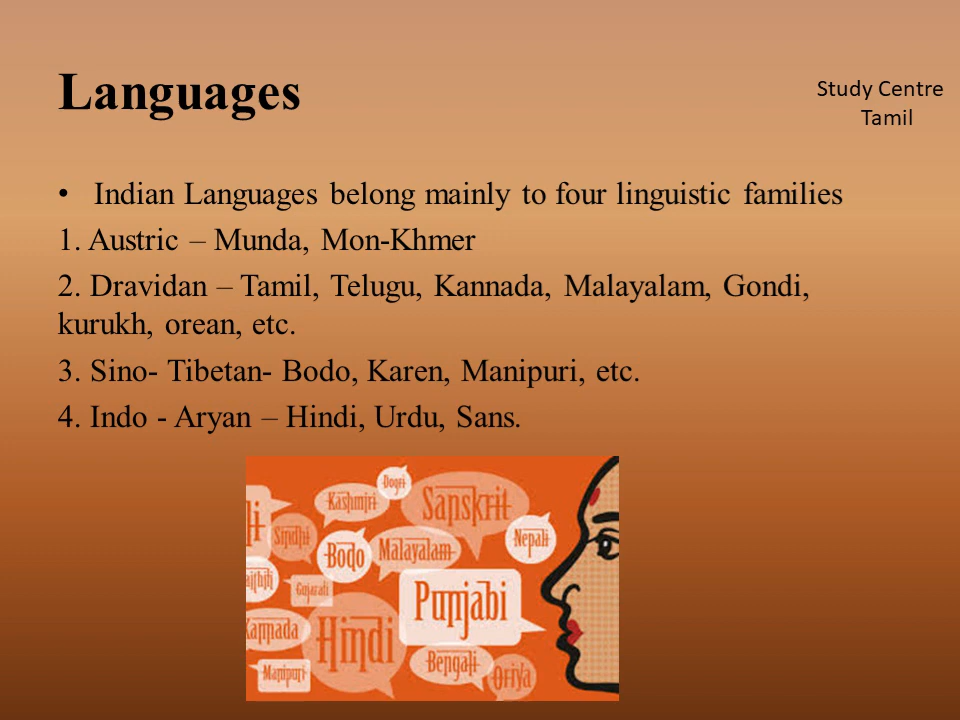 Languages
Study Centre
Tamil
• Indian Languages belong mainly to four linguistic families
1. Austric – Munda, Mon-Khmer
2. Dravidan – Tamil, Telugu, Kannada, Malayalam, Gondi,
kurukh, orean, etc.
3. Sino- Tibetan- Bodo, Karen, Manipuri, etc.
4. Indo - Aryan – Hindi, Urdu, Sans.
Dogri
Kashmiri
Sanskrit
Sindhi
Bodo
Malayalam
Nepali
Gujarati
Punjabi
Kannada
Hindi
Bengali
Manipuri
Oriya